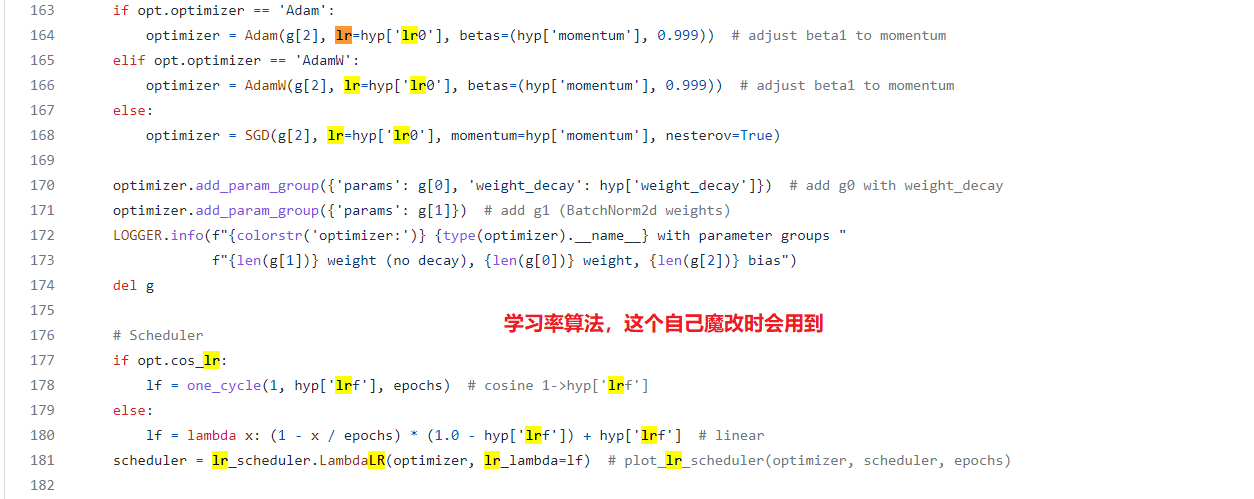 163 if opt.optimizer == 'Adam':
164 optimizer = Adam(g[2], lr=hyp['lr0'], betas=(hyp['momentum'], 0.999))  # adjust beta1 to momentum
165 elif opt.optimizer == 'AdamW':
166 optimizer = AdamW(g[2], lr=hyp['lr0'], betas=(hyp['momentum'], 0.999))  # adjust beta1 to momentum
167 else:
168 optimizer = SGD(g[2], lr=hyp['lr0'], momentum=hyp['momentum'], nesterov=True)
169
170 optimizer.add_param_group({'params': g[0], 'weight_decay': hyp['weight_decay']})  # add g0 with weight_decay
171 optimizer.add_param_group({'params': g[1]})  # add g1 (BatchNorm2d weights)
172 LOGGER.info(f"{colorstr('optimizer:')} {type(optimizer).__name__} with parameter groups "
173 f"{len(g[1])} weight (no decay), {len(g[0])} weight, {len(g[2])} bias")
174 del g
175
学习率算法，这个自己魔改时会用到
176 # Scheduler
177 if opt.cos_lr:
178 lf = one_cycle(1, hyp['lrf'], epochs)  # cosine 1->hyp['lrf']
179 else:
180 lf = lambda x: (1 - x / epochs) * (1.0 - hyp['lrf']) + hyp['lrf']  # linear
181 scheduler = lr_scheduler.LambdaLR(optimizer, lr_lambda=lf)  # plot_lr_scheduler(optimizer, scheduler, epochs)
182